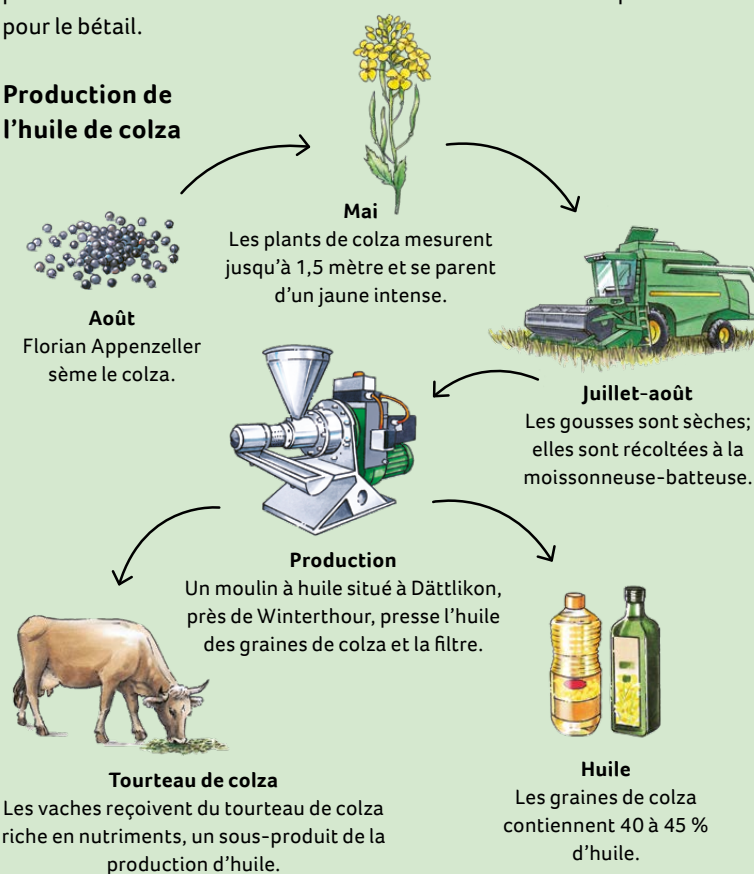 pour le bétail.
Production de
l'huile de colza
Août
Florian Appenzeller
sème le colza.
Mai
Les plants de colza mesurent
jusqu'à 1,5 mètre et se parent
d'un jaune intense.
Juillet-août
Les gousses sont sèches;
elles sont récoltées à la
moissonneuse-batteuse.
Production
Un moulin à huile situé à Dättlikon,
près de Winterthour, presse l'huile
des graines de colza et la filtre.
Tourteau de colza
Les vaches reçoivent du tourteau de colza
riche en nutriments, un sous-produit de la
production d'huile.
Huile
Les graines de colza
contiennent 40 à 45 %
d'huile.